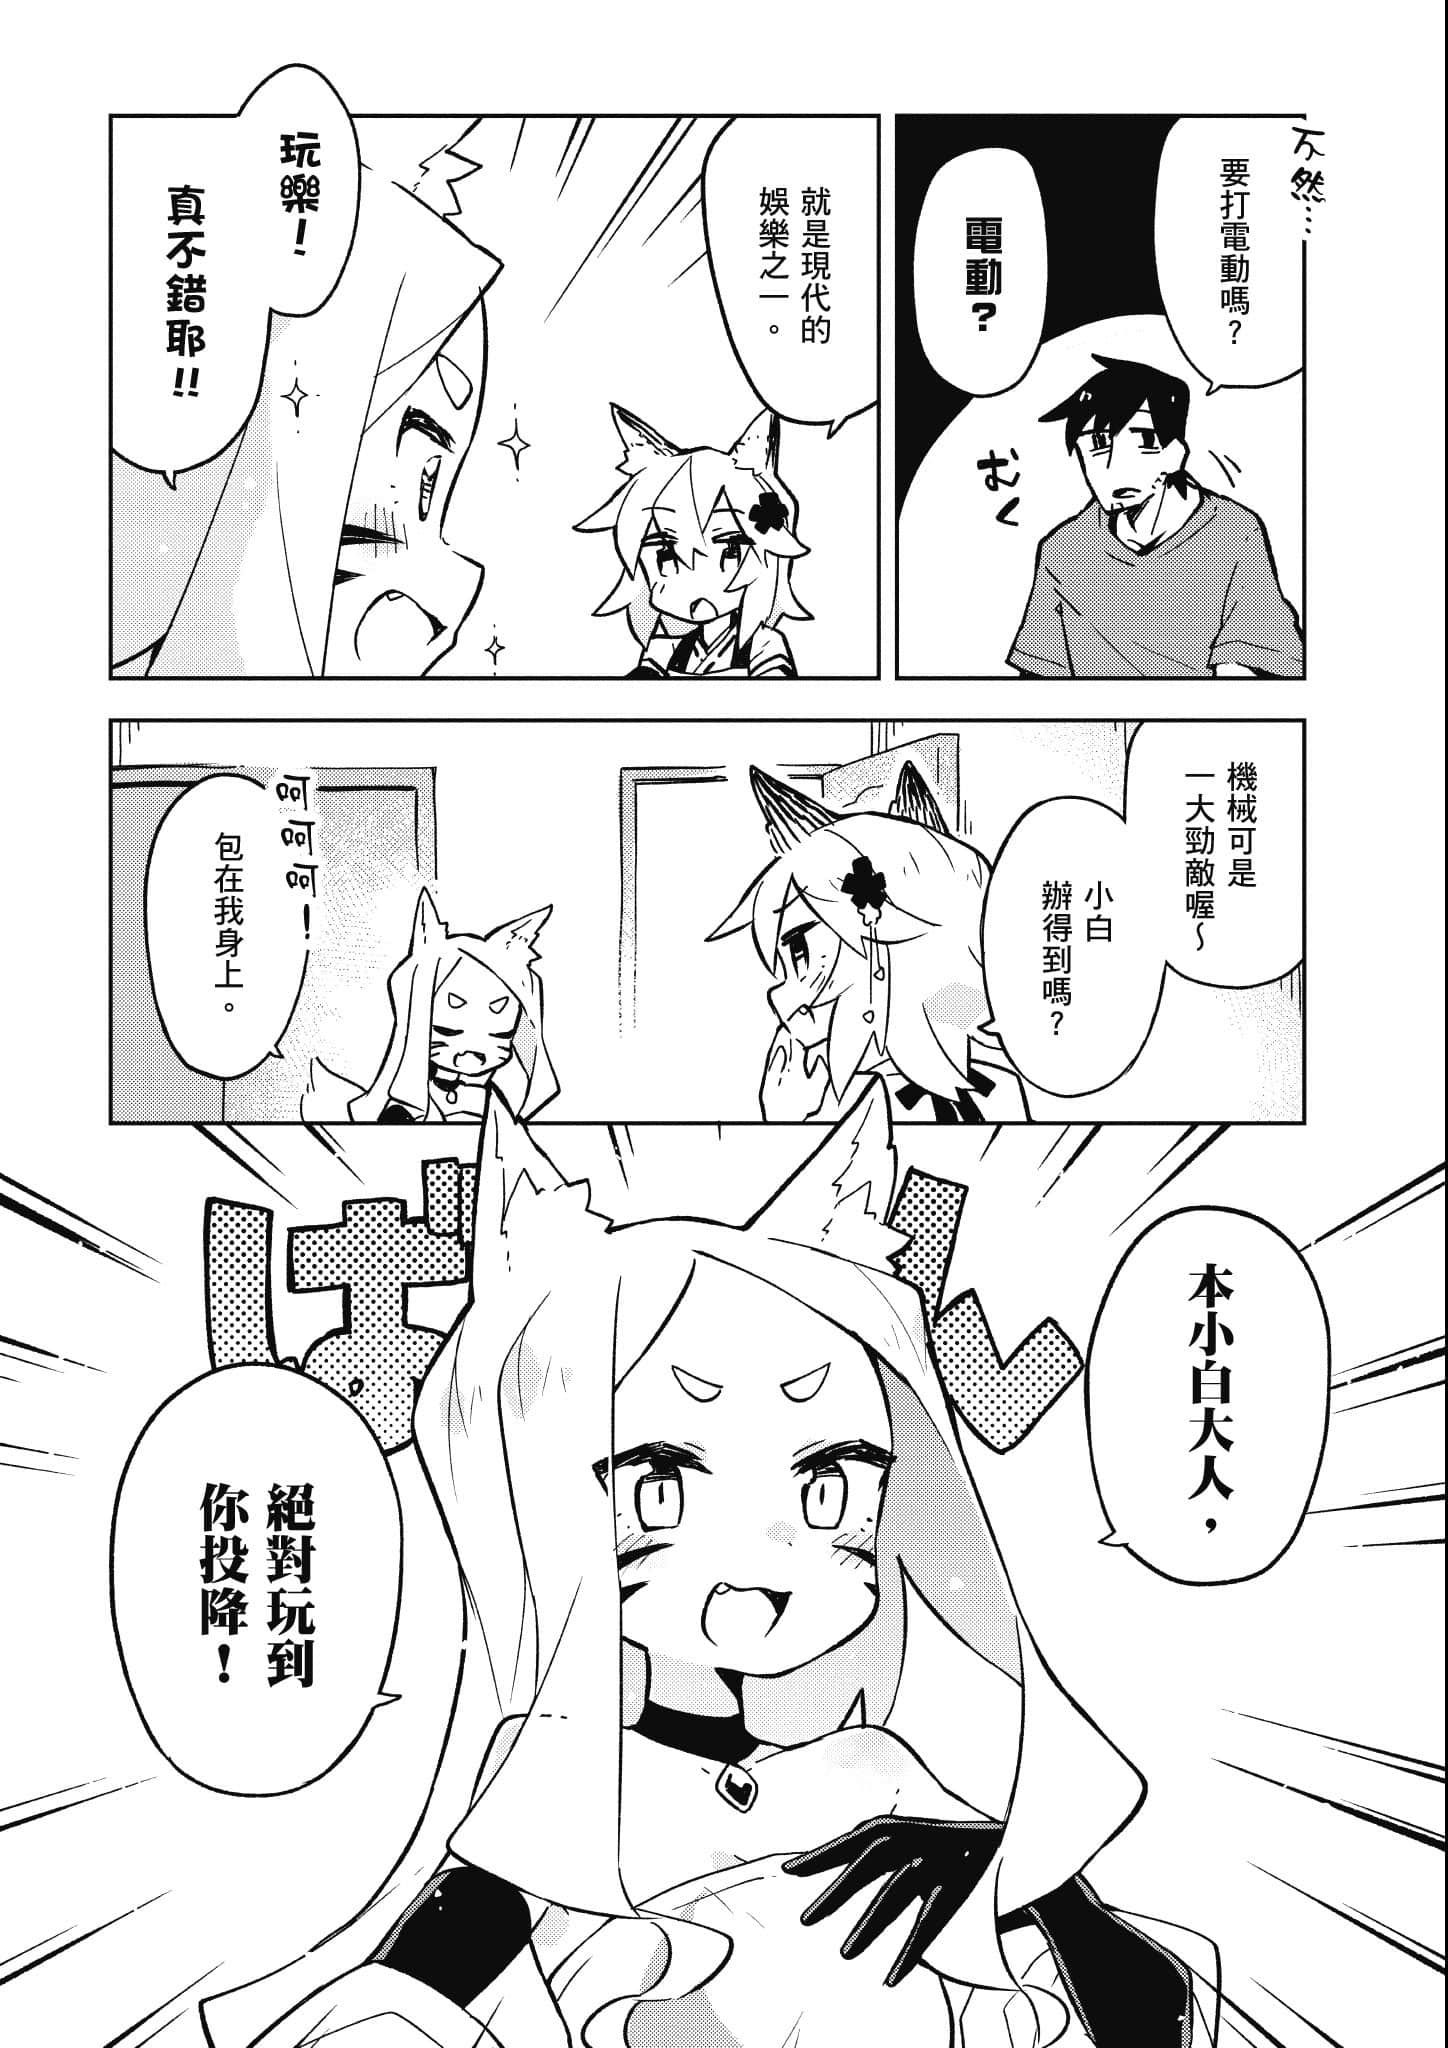 不然…
要打電動嗎？
電動？
むく
就是現代的
娛樂之一。
玩樂！
真不錯耶！！
機械可是
一大勁敵喔～
小白
辦得到嗎？
呵呵呵！
包在我身上。
本小白大人，
ばん
絕對玩到
你投降！